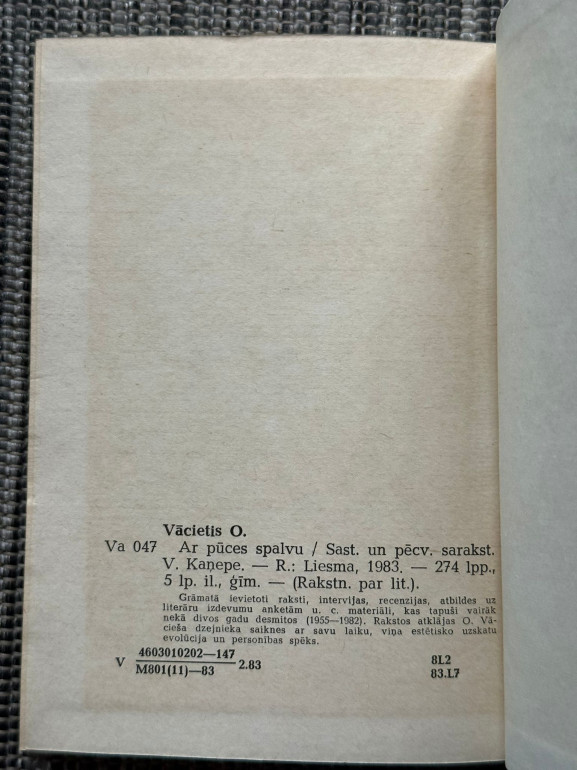 Vācietis O.
Va 047 Ar pūces spalvu / Sast. un pēcv. sarakst.
V. Kaņepe. — R.: Liesma, 1983. — 274 lpp.,
5 lp. il., ģīm. — (Rakstn. par lit.).
Grāmatā ievietoti raksti, intervijas, recenzijas, atbildes uz
literāru izdevumu anketām u. c. materiāli, kas tapuši vairāk
nekā divos gadu desmitos (1955—1982). Rakstos atklājas O. Vā-
cieša dzejnieka saiknes ar savu laiku, viņa estētisko uzskatu
evolūcija un personības spēks.
V 4603010202—147 2.83 8L2
M801(11)—83 83.L7